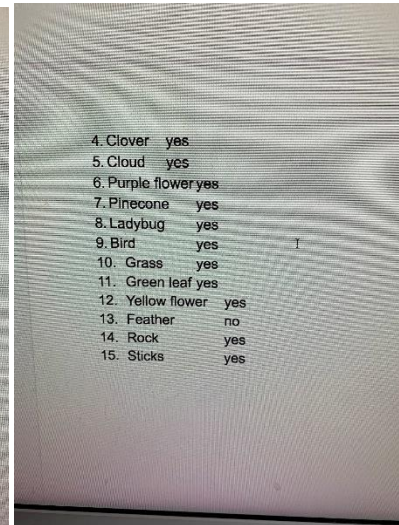 4. Clover yes
5. Cloud yes
6. Purple flower yes
7. Pinecone yes
8. Ladybug yes
9. Bird yes
10. Grass yes
11. Green leaf yes
12. Yellow flower yes
13. Feather no
14. Rock yes
15. Sticks yes